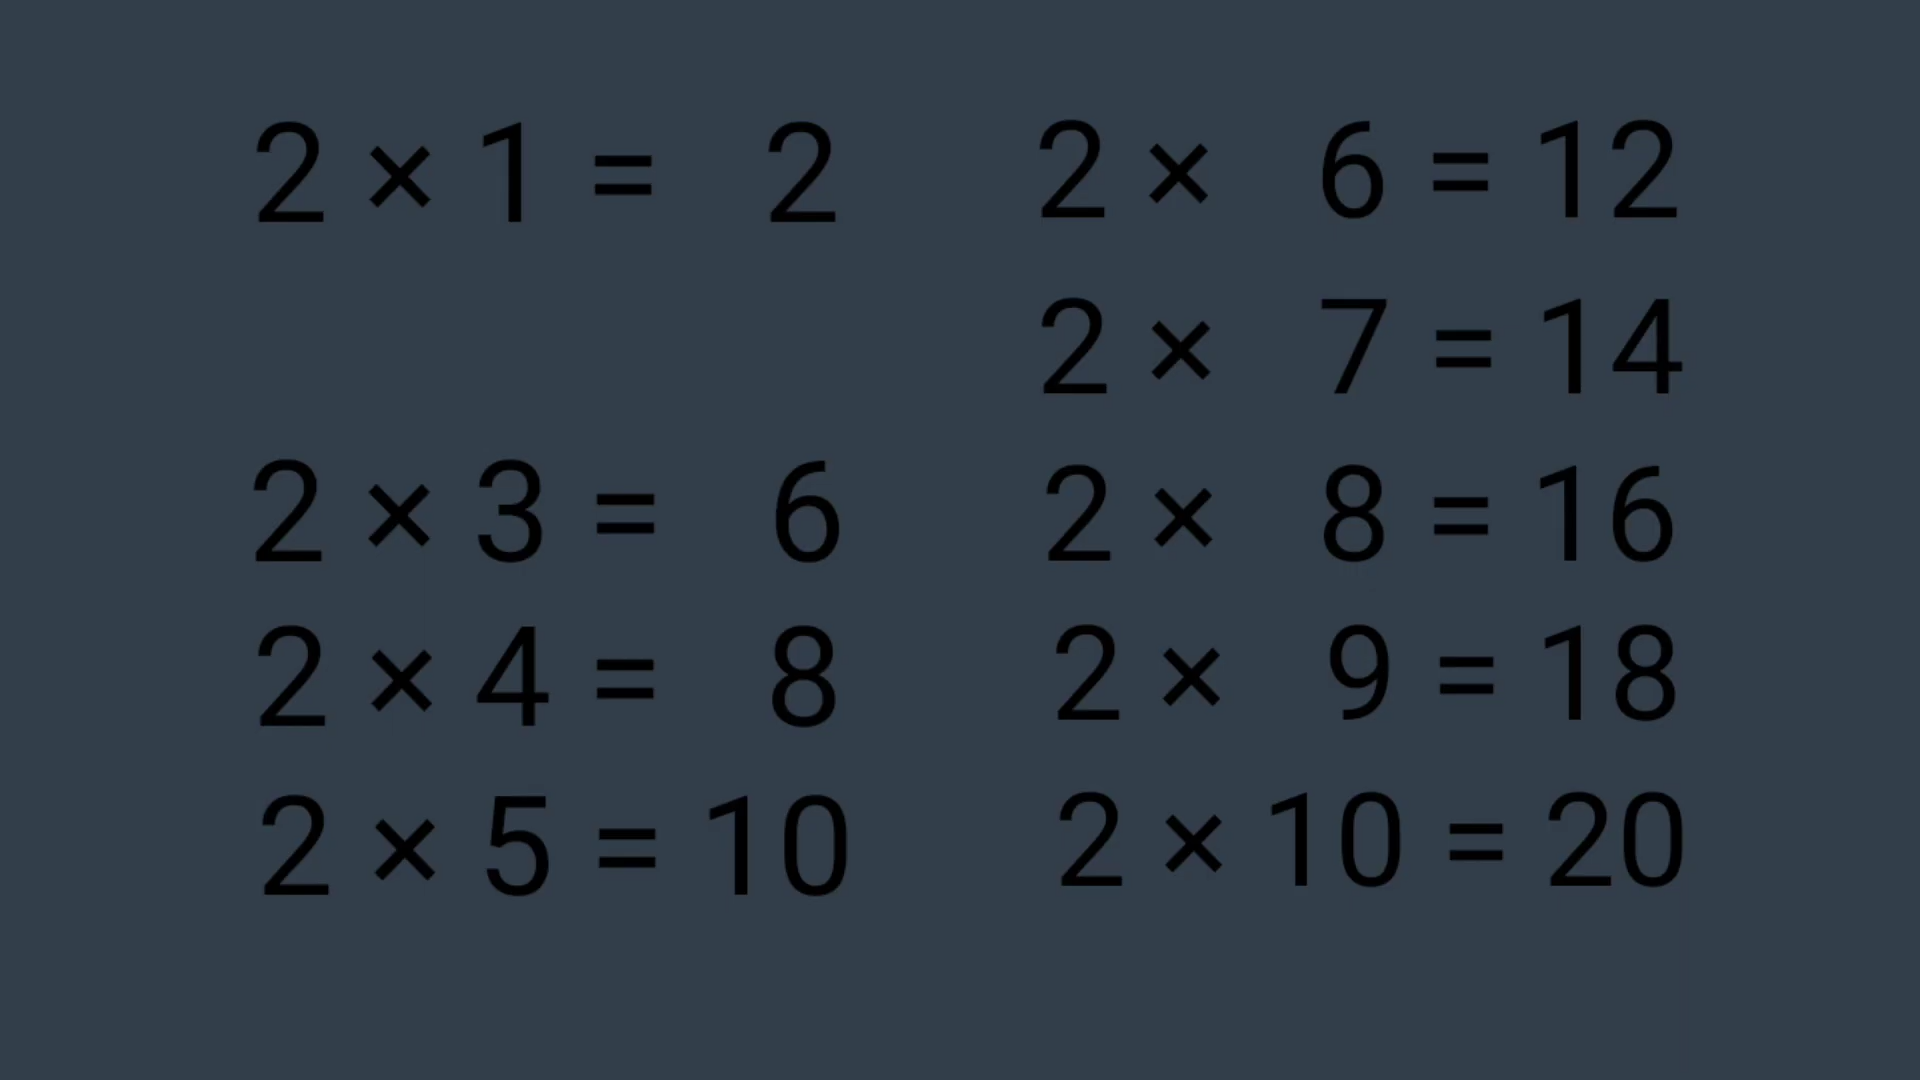 2 × 1 = 2
2 × 3 = 6
2 × 4 = 8
2 × 5 = 10
2 × 6 = 12
2 × 7 = 14
2 × 8 = 16
2 × 9 = 18
2 × 10 = 20